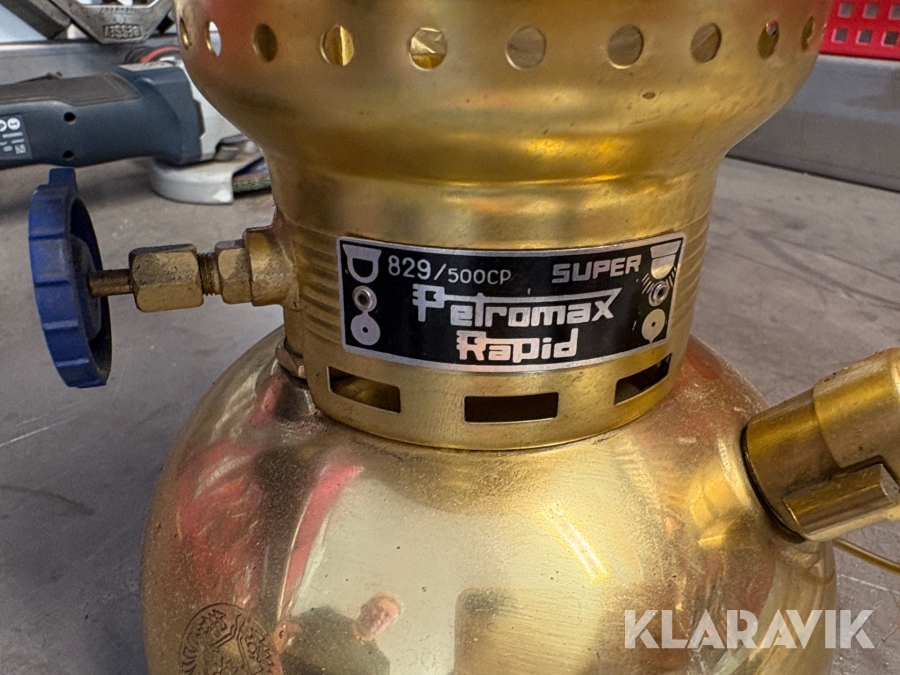 829/500CP SUPER
Petromax
Rapid
KLARAVIK